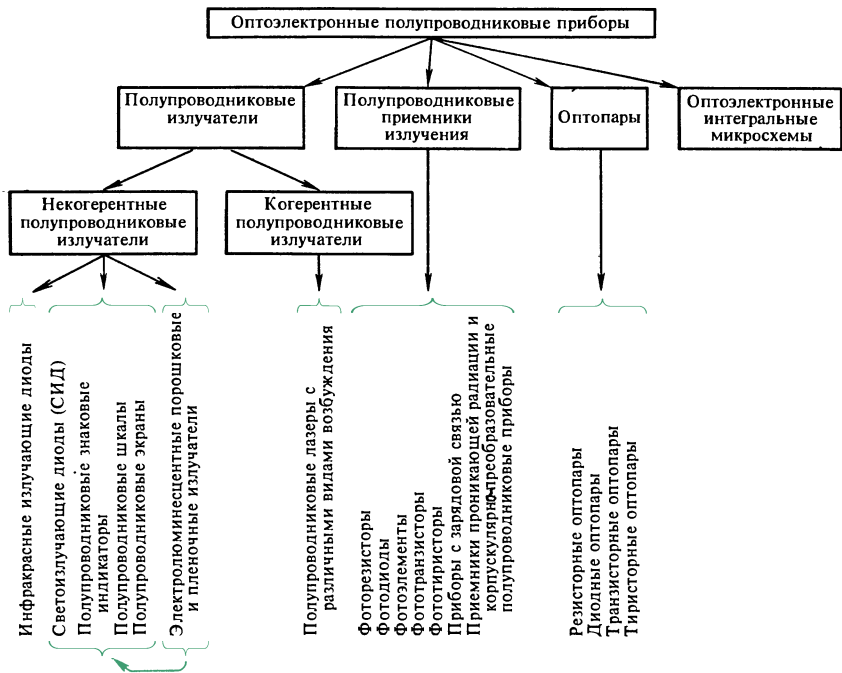 Оптоэлектронные полупроводниковые приборы
Полупроводниковые
излучатели
Полупроводниковые
приемники
излучения
Оптопары
Оптоэлектронные
интегральные
микросхемы
Некогерентные
полупроводниковые
излучатели
Когерентные
полупроводниковые
излучатели
Инфракрасные излучающие диоды
Светоизлучающие диоды (СИД)
Полупроводниковые знаковые
индикаторы
Полупроводниковые шкалы
Полупроводниковые экраны
Электролюминесцентные порошковые
и пленочные излучатели
Полупроводниковые лазеры с
различными видами возбуждения
Фоторезисторы
Фотодиоды
Фотоэлементы
Фототранзисторы
Фототиристоры
Приборы с зарядовой связью
Приемники проникающей радиации и
корпускулярно-преобразовательные
полупроводниковые приборы
Резисторные оптопары
Диодные оптопары
Транзисторные оптопары
Тиристорные оптопары